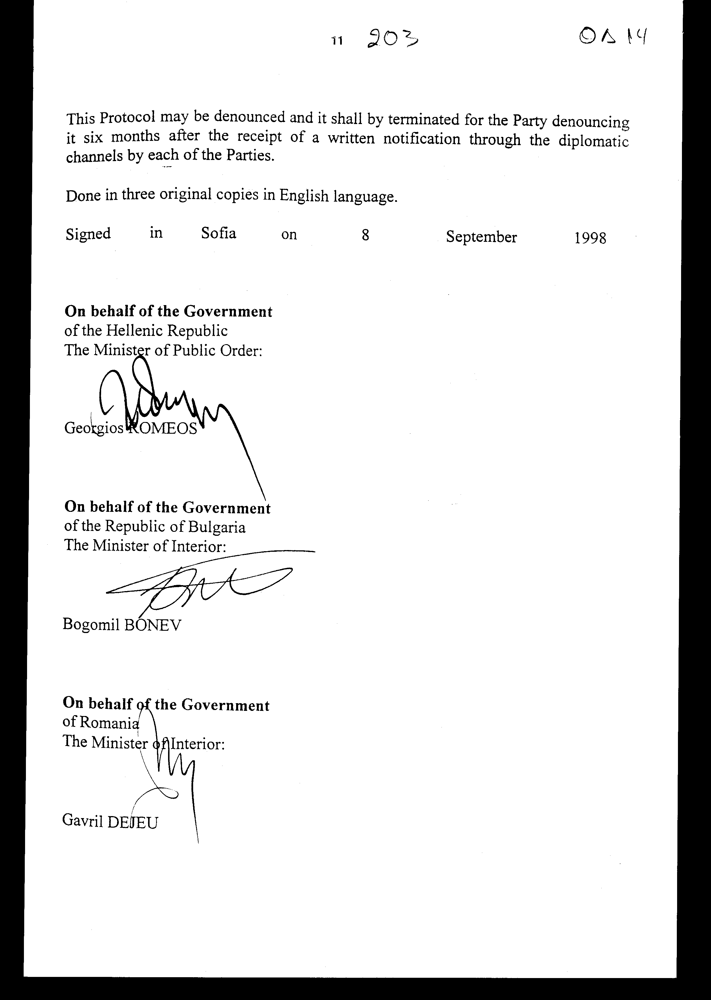 11 203 ΟΔ 14
This Protocol may be denounced and it shall by terminated for the Party denouncing
it six months after the receipt of a written notification through the diplomatic
channels by each of the Parties.
Done in three original copies in English language.
Signed in Sofia on 8 September 1998
On behalf of the Government
of the Hellenic Republic
The Minister of Public Order:
Georgios ROMEOS
On behalf of the Government
of the Republic of Bulgaria
The Minister of Interior:
Bogomil BONEV
On behalf of the Government
of Romania
The Minister of Interior:
Gavril DEJEU